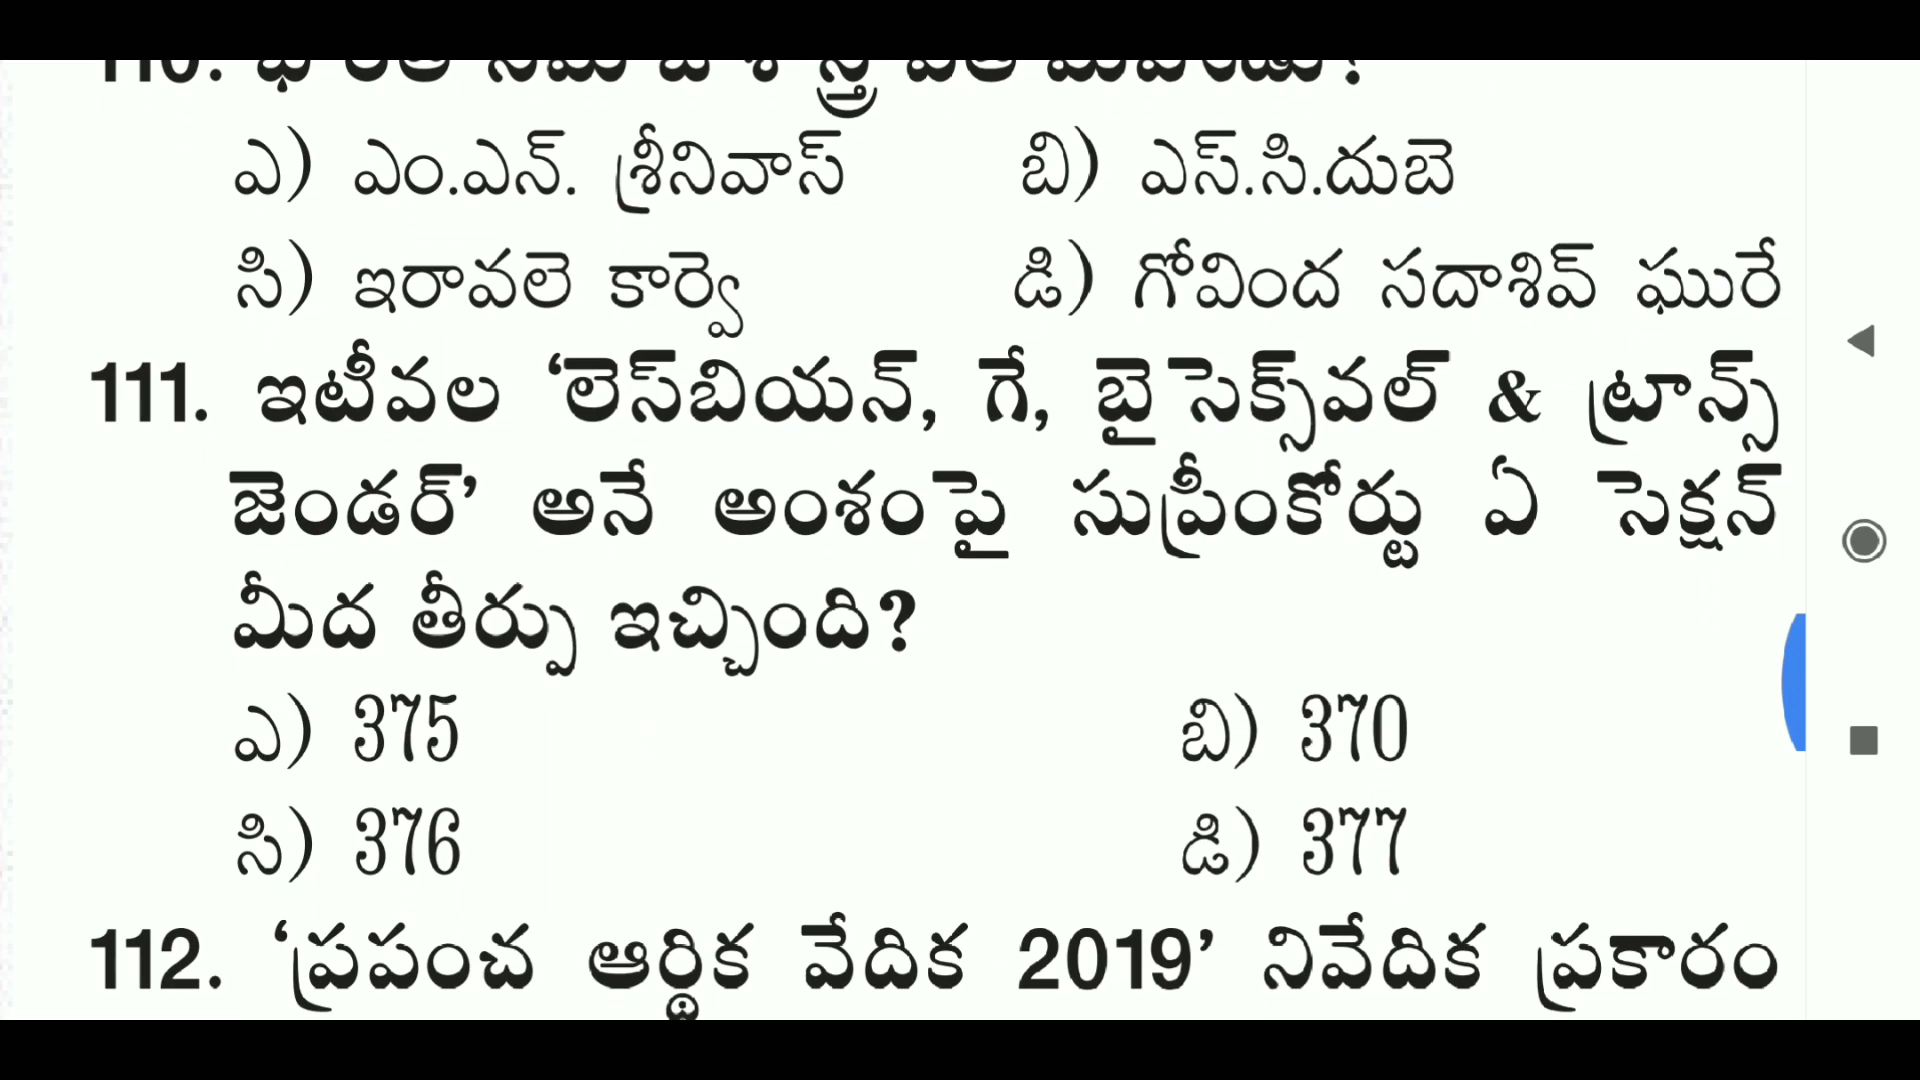 ఎ) ఎం.ఎన్. శ్రీనివాస్ బి) ఎస్.సి.దుబె
సి) ఇరావలె కార్వె డి) గోవింద సదాశివ్ ఘురే
111. ఇటీవల ‘లెస్‌బియన్, గే, బైసెక్స్‌వల్ & ట్రాన్స్
జెండర్’ అనే అంశంపై సుప్రీంకోర్టు ఏ సెక్షన్
మీద తీర్పు ఇచ్చింది?
ఎ) 375 బి) 370
సి) 376 డి) 377
112. ‘ప్రపంచ ఆర్థిక వేదిక 2019’ నివేదిక ప్రకారం